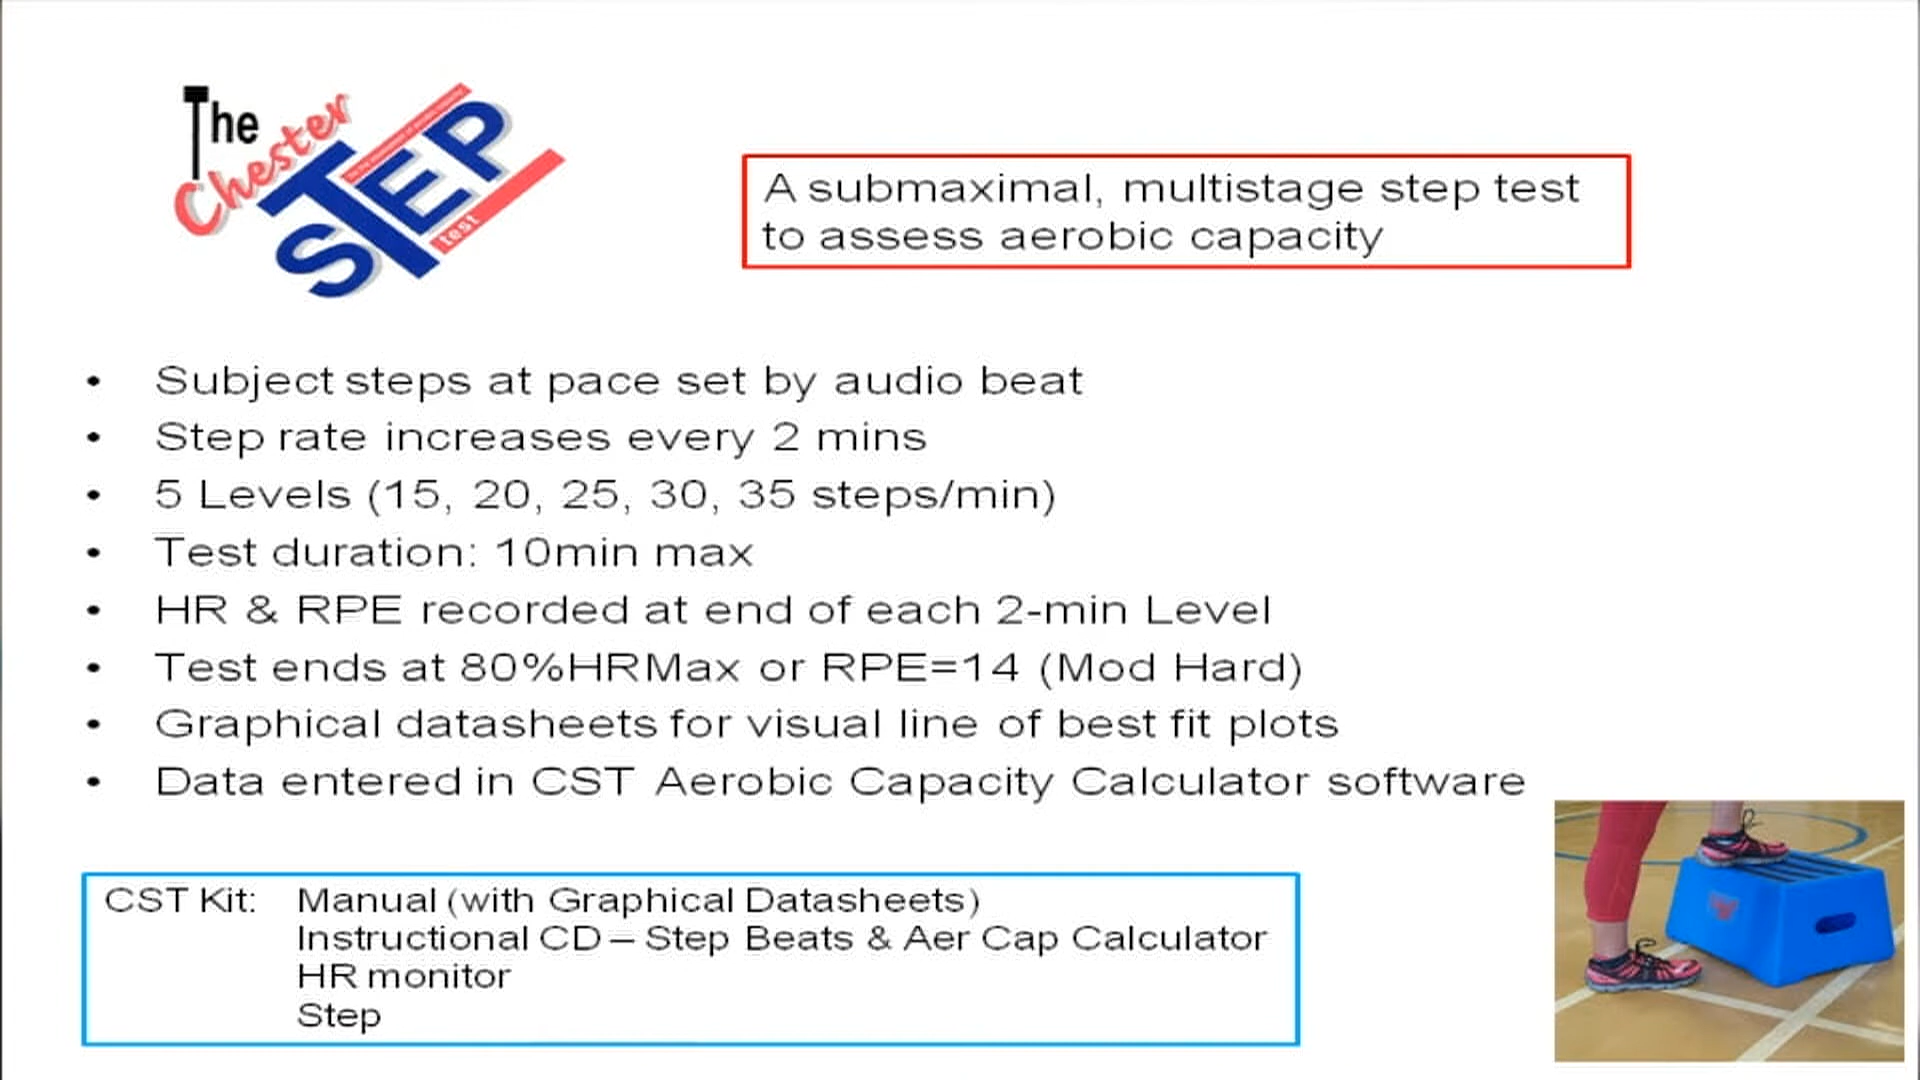 The
Chester
STEP
test
A submaximal, multistage step test
to assess aerobic capacity
• Subject steps at pace set by audio beat
• Step rate increases every 2 mins
• 5 Levels (15, 20, 25, 30, 35 steps/min)
• Test duration: 10min max
• HR & RPE recorded at end of each 2-min Level
• Test ends at 80%HRMax or RPE=14 (Mod Hard)
• Graphical datasheets for visual line of best fit plots
• Data entered in CST Aerobic Capacity Calculator software
CST Kit: Manual (with Graphical Datasheets)
Instructional CD – Step Beats & Aer Cap Calculator
HR monitor
Step